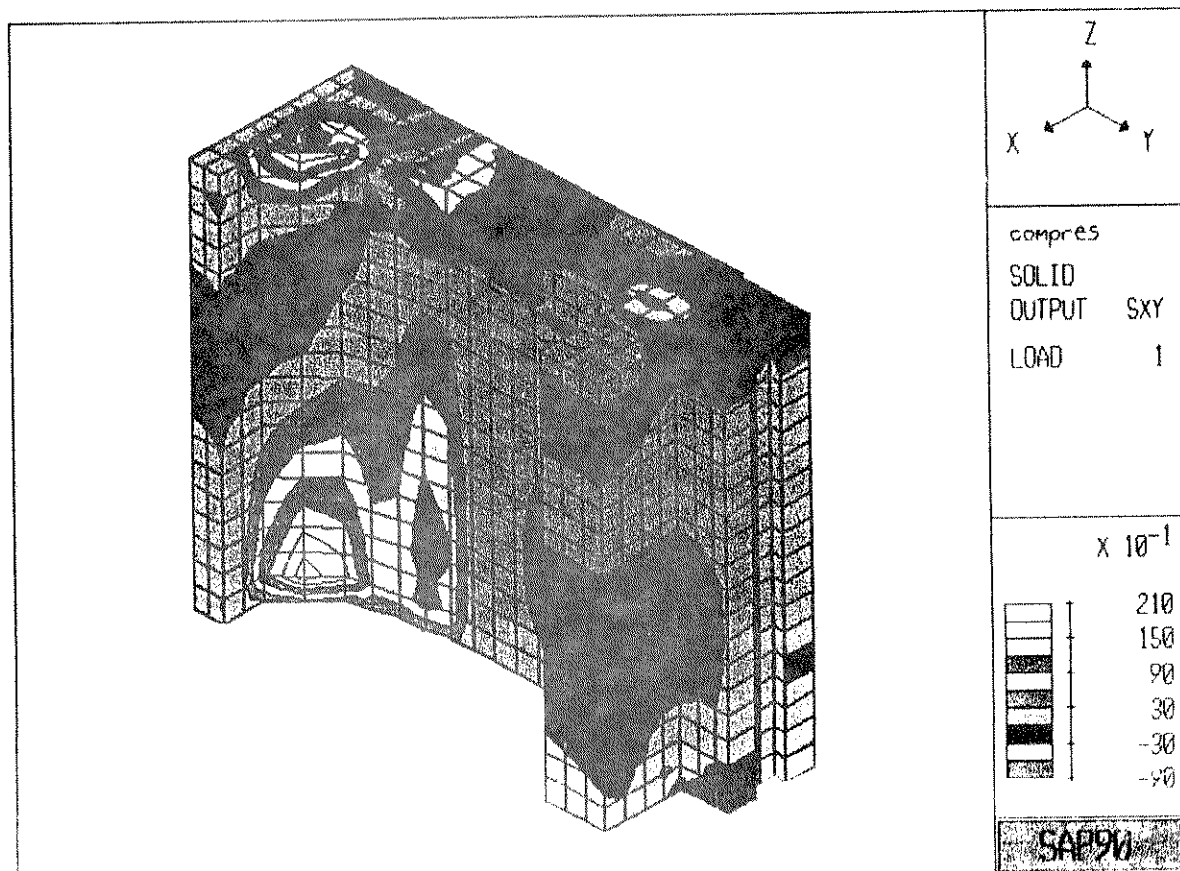 Z
X Y
compres
SOLID
OUTPUT SXY
LOAD 1
X 10-1
210
150
90
30
-30
-90
SAP90